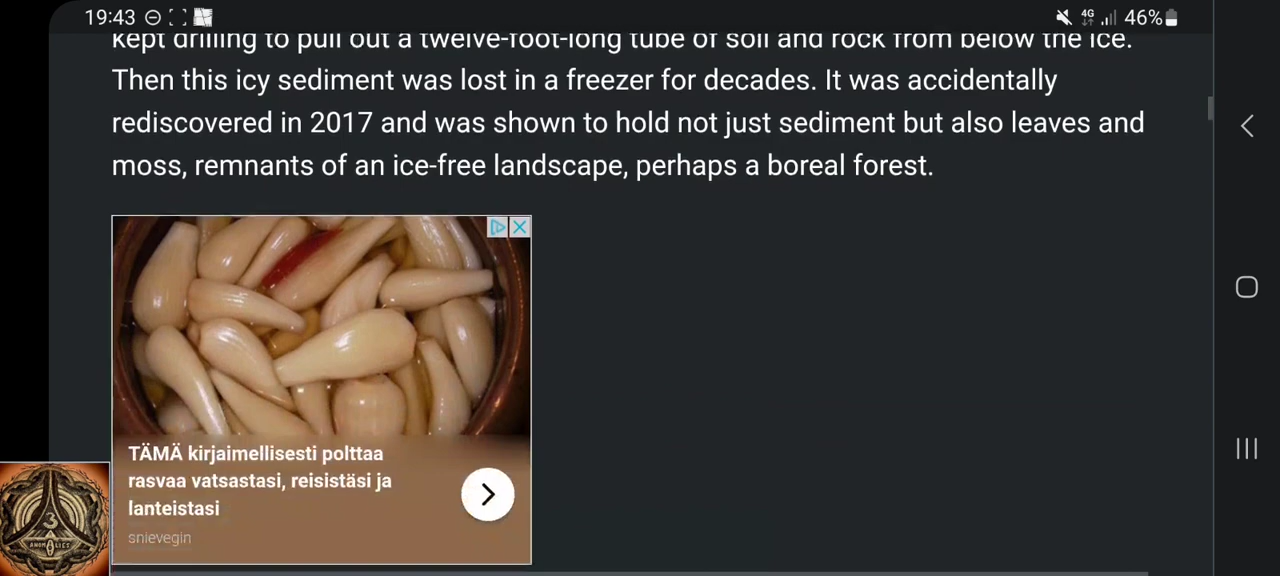 19:43
4G
46%
kept drilling to pull out a twelve-foot-long tube of soil and rock from below the ice.
Then this icy sediment was lost in a freezer for decades. It was accidentally
rediscovered in 2017 and was shown to hold not just sediment but also leaves and
moss, remnants of an ice-free landscape, perhaps a boreal forest.
TÄMÄ kirjaimellisesti polttaa
rasvaa vatsastasi, reisistäsi ja
lanteistasi
snievegin
3
ANOMALIES